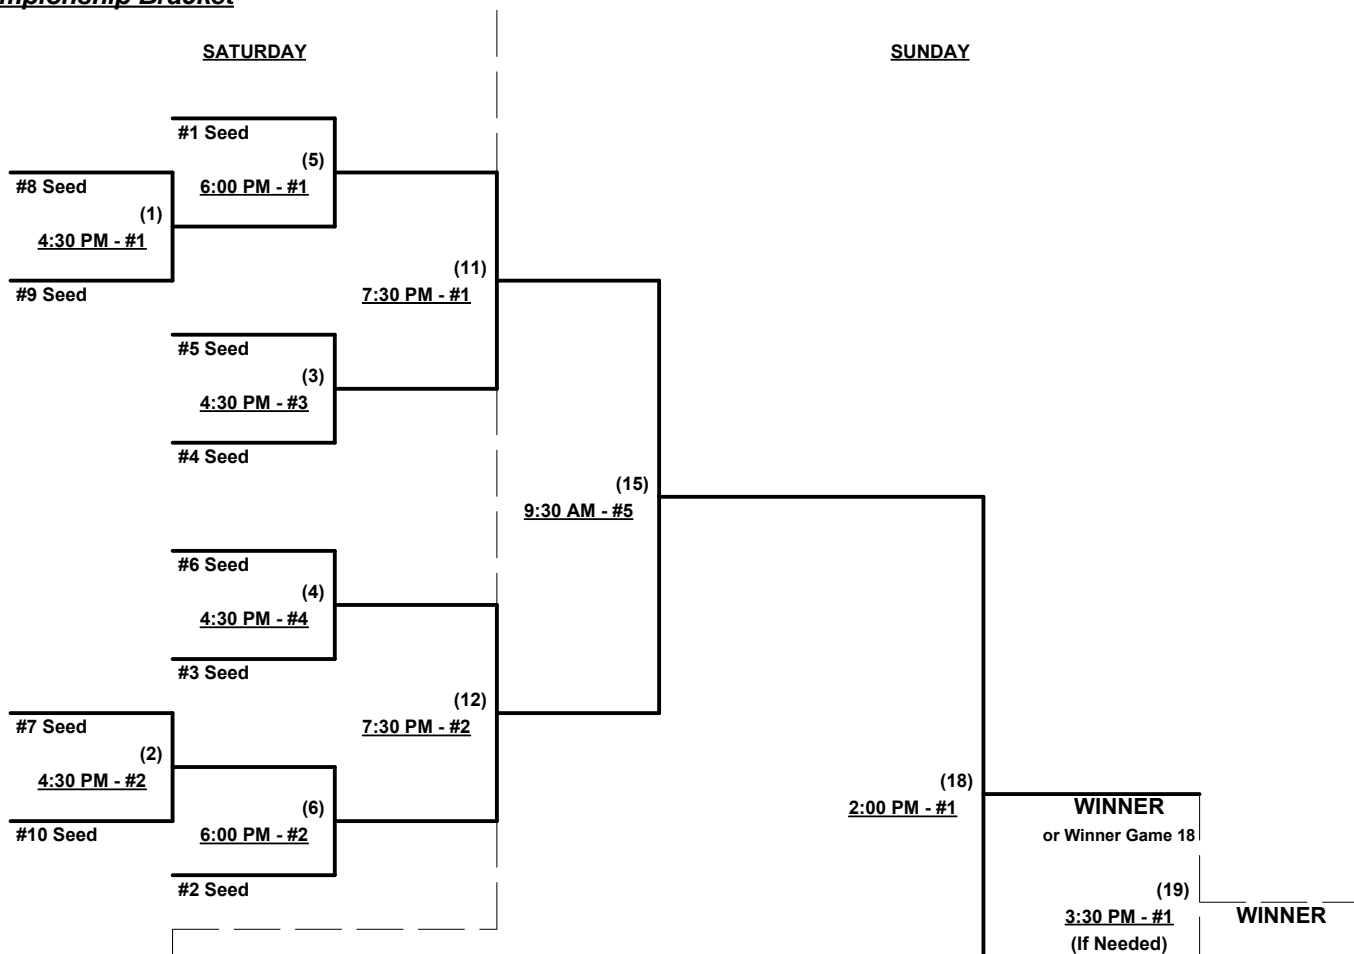 Bracket
SATURDAY
SUNDAY
#1 Seed
(5)
6:00 PM - #1
#8 Seed
(1)
4:30 PM - #1
#9 Seed
(11)
7:30 PM - #1
#5 Seed
(3)
4:30 PM - #3
#4 Seed
(15)
9:30 AM - #5
#6 Seed
(4)
4:30 PM - #4
#3 Seed
(12)
7:30 PM - #2
#7 Seed
(2)
4:30 PM - #2
#10 Seed
(6)
6:00 PM - #2
#2 Seed
(18)
2:00 PM - #1
WINNER
or Winner Game 18
(19)
3:30 PM - #1
(If Needed)
WINNER